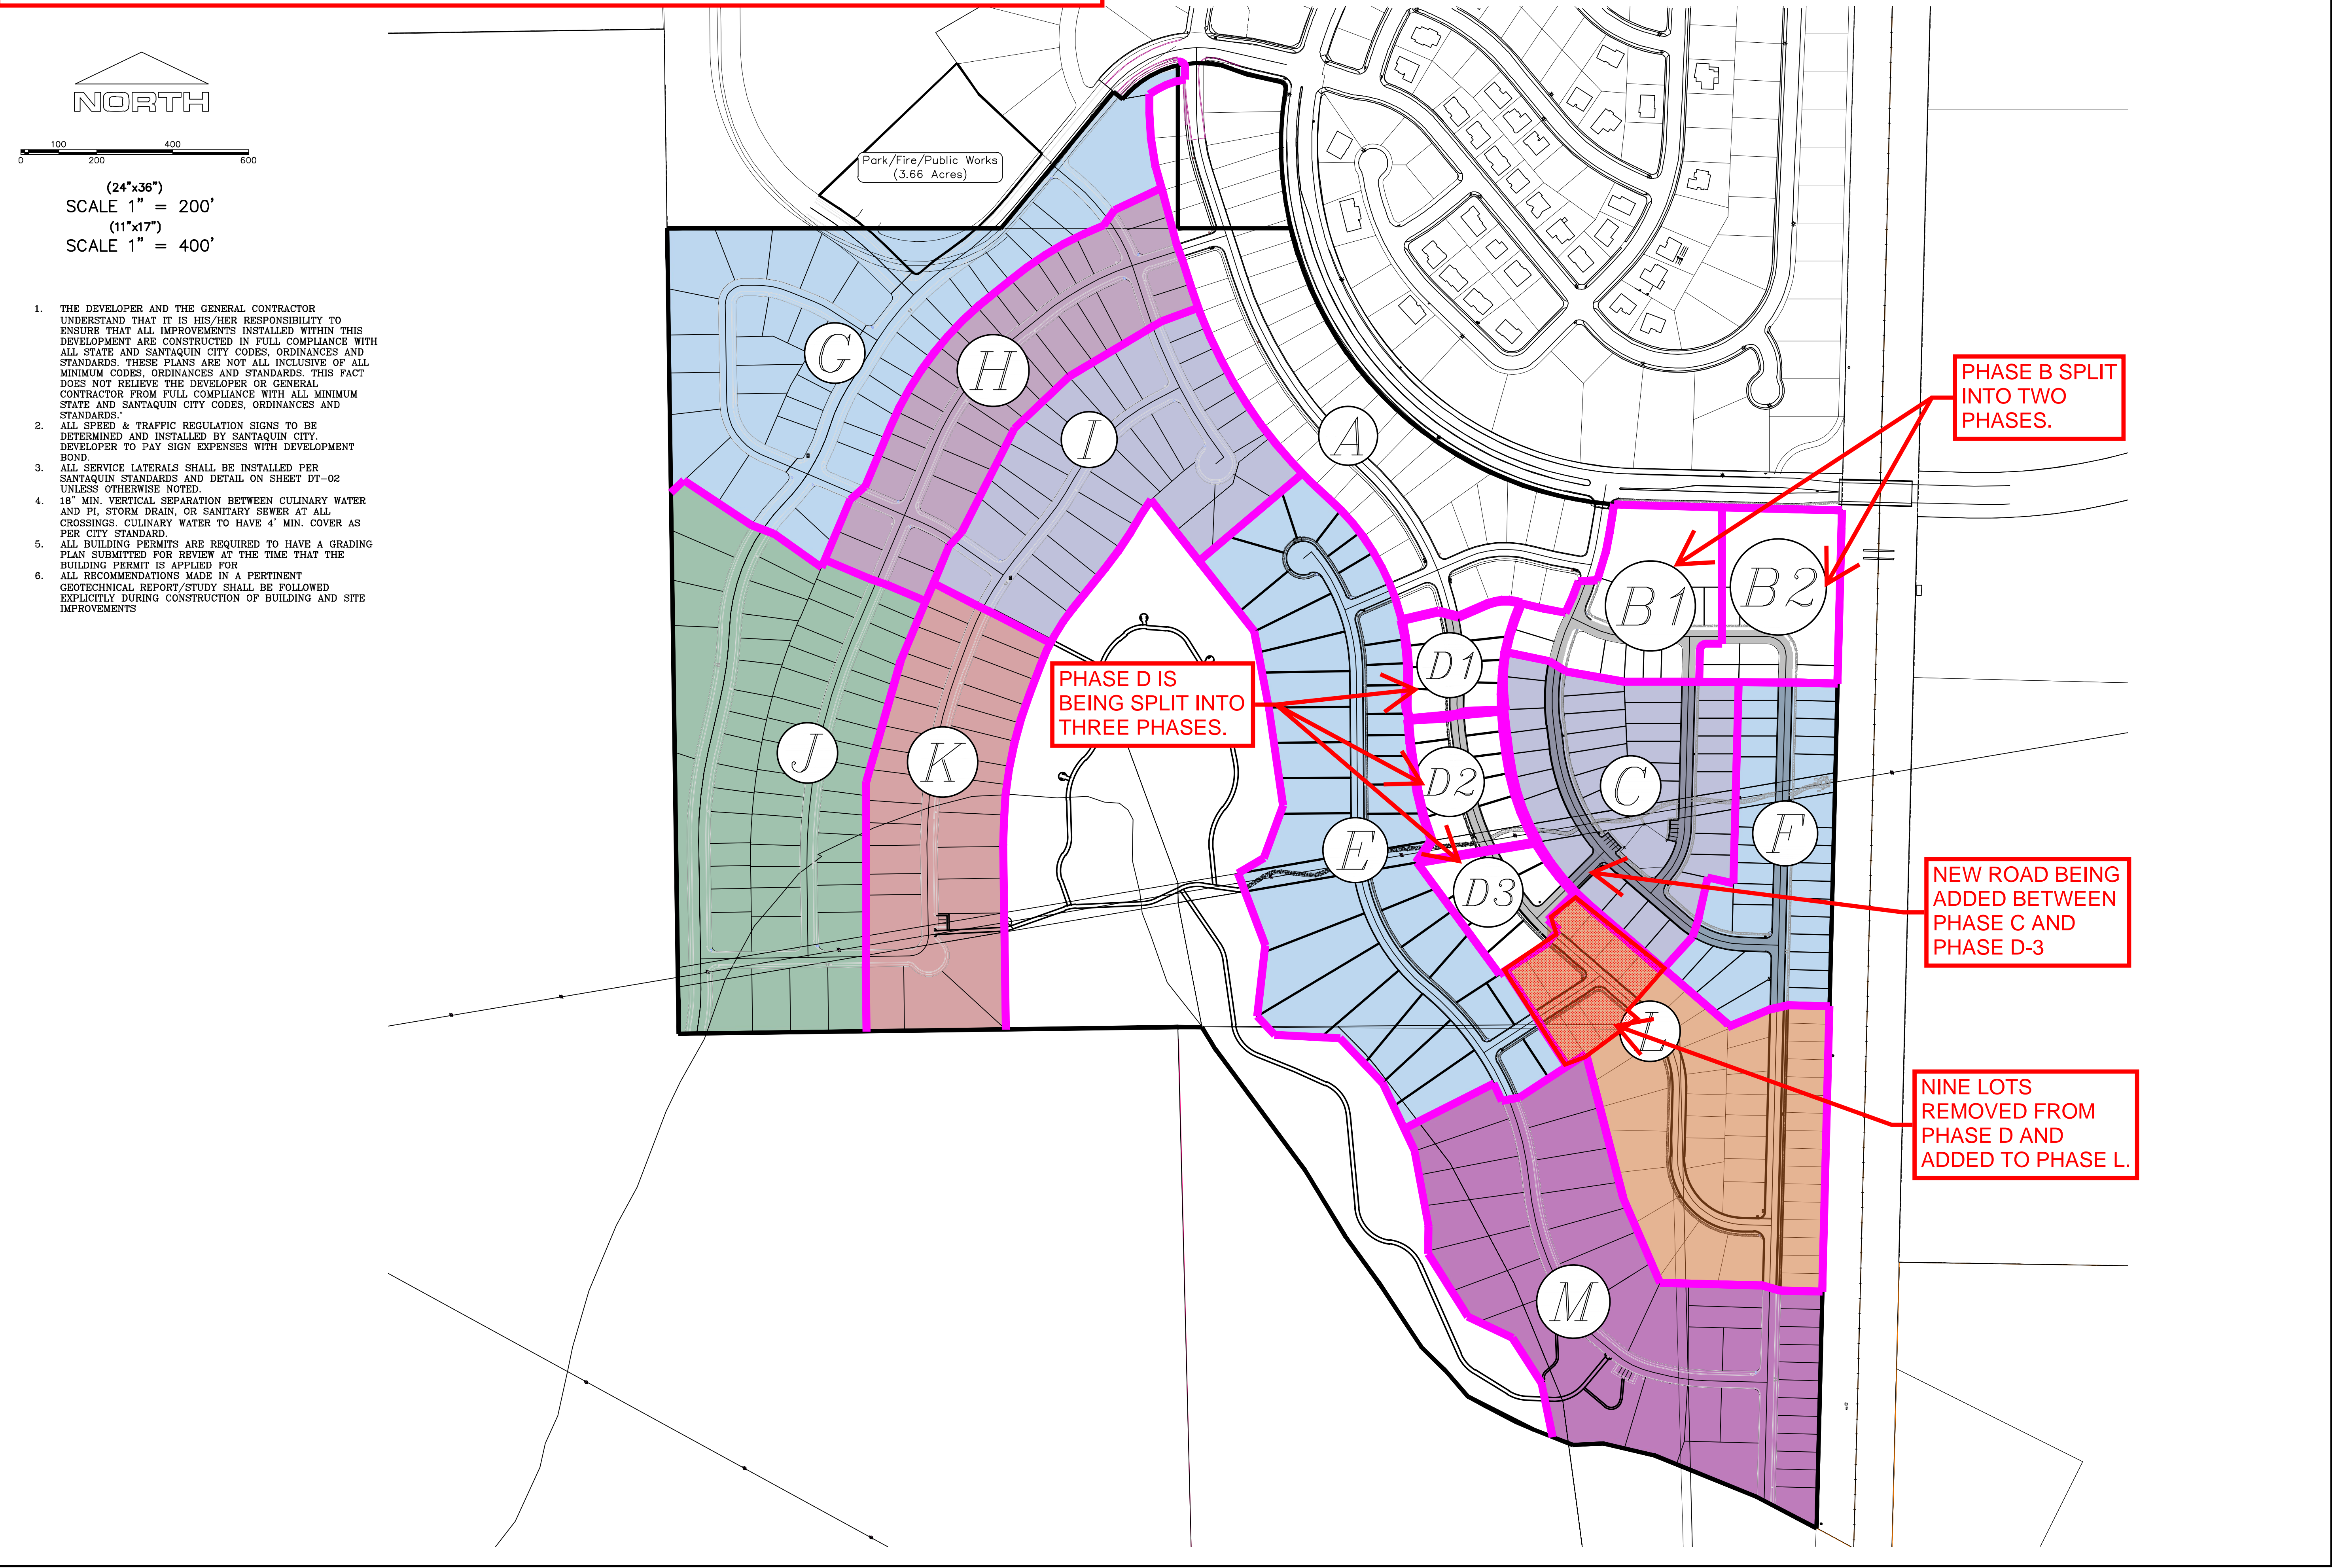 NORTH
100 400
0 200 600
(24"x36")
SCALE 1" = 200'
(11"x17")
SCALE 1" = 400'
1. THE DEVELOPER AND THE GENERAL CONTRACTOR
UNDERSTAND THAT IT IS HIS/HER RESPONSIBILITY TO
ENSURE THAT ALL IMPROVEMENTS INSTALLED WITHIN THIS
DEVELOPMENT ARE CONSTRUCTED IN FULL COMPLIANCE WITH
ALL STATE AND SANTAQUIN CITY CODES, ORDINANCES AND
STANDARDS. THESE PLANS ARE NOT ALL INCLUSIVE OF ALL
MINIMUM CODES, ORDINANCES AND STANDARDS. THIS FACT
DOES NOT RELIEVE THE DEVELOPER OR GENERAL
CONTRACTOR FROM FULL COMPLIANCE WITH ALL MINIMUM
STATE AND SANTAQUIN CITY CODES, ORDINANCES AND
STANDARDS."
2. ALL SPEED & TRAFFIC REGULATION SIGNS TO BE
DETERMINED AND INSTALLED BY SANTAQUIN CITY.
DEVELOPER TO PAY SIGN EXPENSES WITH DEVELOPMENT
BOND.
3. ALL SERVICE LATERALS SHALL BE INSTALLED PER
SANTAQUIN STANDARDS AND DETAIL ON SHEET DT-02
UNLESS OTHERWISE NOTED.
4. 18" MIN. VERTICAL SEPARATION BETWEEN CULINARY WATER
AND PI, STORM DRAIN, OR SANITARY SEWER AT ALL
CROSSINGS. CULINARY WATER TO HAVE 4' MIN. COVER AS
PER CITY STANDARD.
5. ALL BUILDING PERMITS ARE REQUIRED TO HAVE A GRADING
PLAN SUBMITTED FOR REVIEW AT THE TIME THAT THE
BUILDING PERMIT IS APPLIED FOR
6. ALL RECOMMENDATIONS MADE IN A PERTINENT
GEOTECHNICAL REPORT/STUDY SHALL BE FOLLOWED
EXPLICITLY DURING CONSTRUCTION OF BUILDING AND SITE
IMPROVEMENTS
Park/Fire/Public Works
(3.66 Acres)
G
H
I
A
B1
B2
D1
D2
D3
C
F
E
J
K
L
M
PHASE B SPLIT
INTO TWO
PHASES.
PHASE D IS
BEING SPLIT INTO
THREE PHASES.
NEW ROAD BEING
ADDED BETWEEN
PHASE C AND
PHASE D-3
NINE LOTS
REMOVED FROM
PHASE D AND
ADDED TO PHASE L.